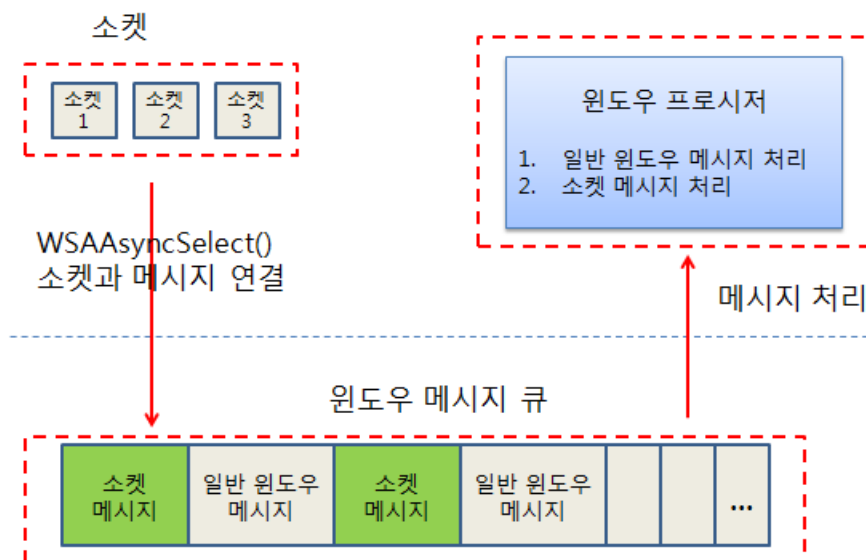 소켓
소켓
1
소켓
2
소켓
3
윈도우 프로시저
1. 일반 윈도우 메시지 처리
2. 소켓 메시지 처리
WSAAsyncSelect()
소켓과 메시지 연결
메시지 처리
윈도우 메시지 큐
소켓
메시지
일반 윈도우
메시지
소켓
메시지
일반 윈도우
메시지
...